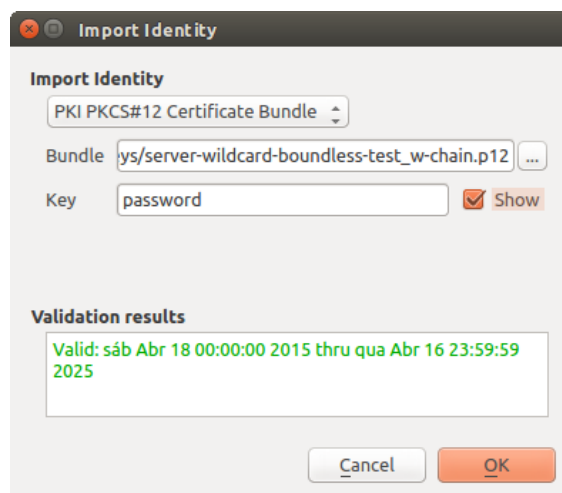 Import Identity
Import Identity
PKI PKCS#12 Certificate Bundle
Bundle ys/server-wildcard-boundless-test_w-chain.p12 ...
Key password Show
Validation results
Valid: sáb Abr 18 00:00:00 2015 thru qua Abr 16 23:59:59
2025
Cancel OK